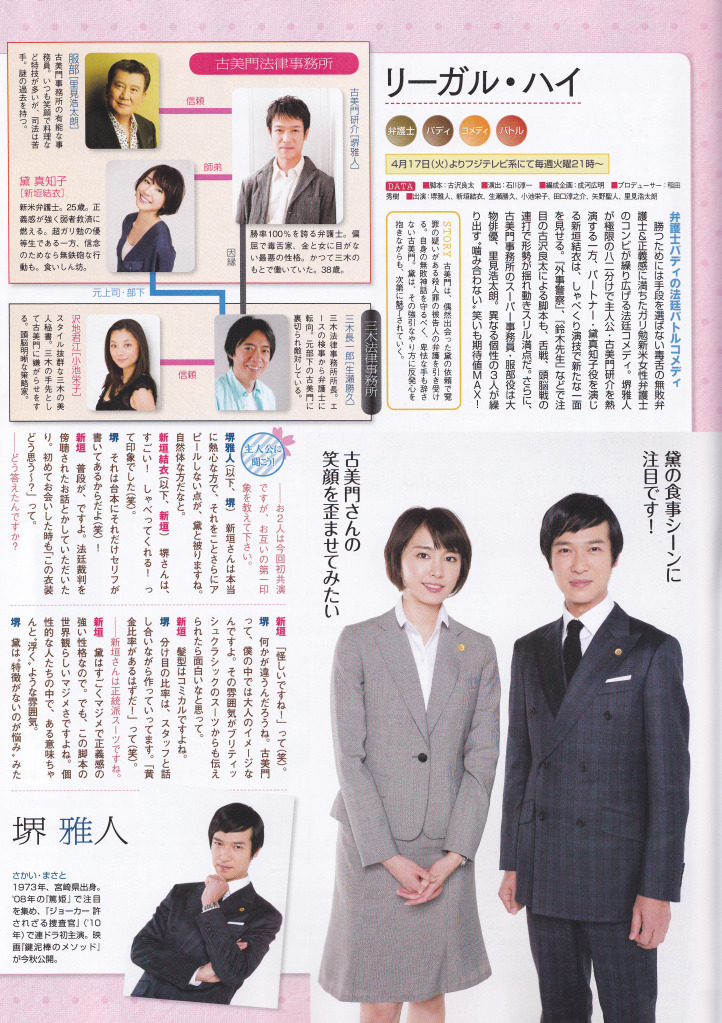 リーガル・ハイ
弁護士
バディ
コメディ
バトル
4月17日(火)よりフジテレビ系にて毎週火曜21時〜
DATA ■脚本:古沢良太 ■演出:石川淳一 ■編成企画:成河広明 ■プロデューサー:稲田
秀樹 ■出演:堺雅人、新垣結衣、生瀬勝久、小池栄子、田口淳之介、矢野聖人、里見浩太朗
弁護士バディの法廷バトルコメディ
勝つためには手段を選ばない毒舌の無敗弁
護士と正義感に満ちたガリ勉新米女性弁護士
のコンビが繰り広げる法廷コメディ。堺雅人
が極限の八二分けで主人公・古美門研介を熱
演する一方、パートナー・黛真知子役を演じ
る新垣結衣は、しゃべくり演技で新たな一面
を見せる。『外事警察』、『鈴木先生』などで注
目の古沢良太による脚本も、舌戦、頭脳戦の
連打で形勢が揺れ動きスリル満点だ。さらに、
古美門事務所のスーパー事務員・服部役は大
物俳優、里見浩太朗。異なる個性の3人が繰
り出す“噛み合わない”笑いも期待値MAX!
STORY 古美門は、偶然出会った黛の依頼で冤
罪の疑いがある殺人罪の被告人の弁護を引き受け
る。自身の無敗神話を守るべく、卑怯な手も辞さ
ない古美門。黛は、その強引なやり方に反発心を
抱きながらも、次第に魅了されていく。
古美門法律事務所
服部[里見浩太朗]
古美門事務所の有能な事
務員。いつも笑顔で料理な
ど特技が多いが、司法は苦
手。謎の過去を持つ。
信頼
古美門研介[堺雅人]
勝率100%を誇る弁護士。偏
屈で毒舌家、金と女に目がな
い最悪の性格。かつて三木の
もとで働いていた。38歳。
師弟
黛 真知子
[新垣結衣]
新米弁護士。25歳。正
義感が強く弱者救済に
燃える。超ガリ勉の優
等生である一方、信念
のためなら無鉄砲な行
動も。食いしん坊。
因縁
元上司・部下
三木法律事務所
三木長一郎[生瀬勝久]
三木法律事務所所長。エ
リートの検事から弁護士に
転向。元部下の古美門に
裏切られ敵対している。
信頼
沢地君江[小池栄子]
スタイル抜群な三木の美
人秘書。三木の手先とし
て古美門に嫌がらせをす
る。頭脳明晰な策略家。
主人公に
聞こう!
――お2人は今回初共演
ですが、お互いの第一印
象を教えて下さい。
堺雅人(以下、堺) 新垣さんは本当
に熱心な方で、それをことさらにア
ピールしない点が、黛と被りますね。
自然体な方だなと。
新垣結衣(以下、新垣) 堺さんは、
すごい! しゃべってくれる! っ
て印象でした(笑)。
堺 それは台本にそれだけセリフが
書いてあるからだよ(笑)!
新垣 普段が、ですよ。法廷裁判を
傍聴されたお話とかしていただいた
り。初めてお会いした時も「この衣装
どう思う〜?」って。
――どう答えたんですか?
新垣 「怪しいですね!」って(笑)。
堺 何かが違うんだろうね。古美門
って、僕の中では大人のイメージな
んですよ。その雰囲気がブリティッ
シュクラシックのスーツからも伝え
られたら面白いなと思って。
新垣 髪型はコミカルですよね。
堺 分け目の比率は、スタッフと話
し合いながら作っていってます。「黄
金比率があるはずだ!」って(笑)。
――新垣さんは正統派スーツですね。
新垣 黛はすごくマジメで正義感の
強い性格なので。でも、この脚本の
世界観らしいマジメさですよね。個
性的な人たちの中で、ある意味ちゃ
んと“浮く”ような雰囲気。
堺 黛は“特徴がないのが悩み”みた
黛の食事シーンに
注目です!
古美門さんの
笑顔を歪ませてみたい
堺 雅人
さかい・まさと
1973年、宮崎県出身。
'08年の『篤姫』で注目
を集め、『ジョーカー 許
されざる捜査官』('10
年)で連ドラ初主演。映
画『鍵泥棒のメソッド』
が今秋公開。